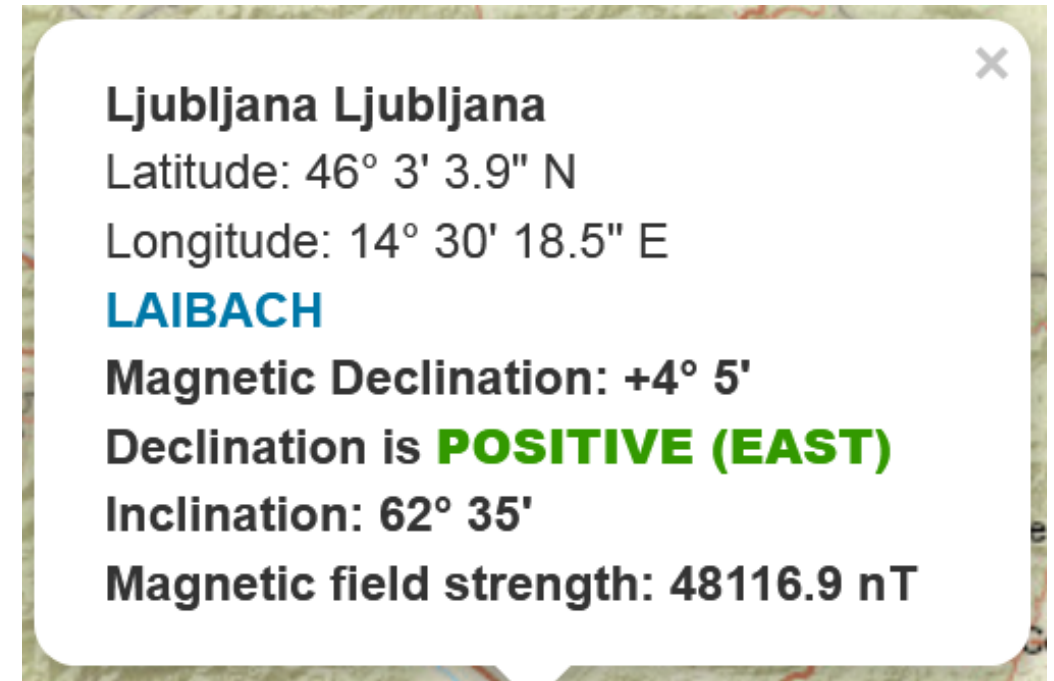 Ljubljana Ljubljana
Latitude: 46° 3' 3.9" N
Longitude: 14° 30' 18.5" E
LAIBACH
Magnetic Declination: +4° 5'
Declination is POSITIVE (EAST)
Inclination: 62° 35'
Magnetic field strength: 48116.9 nT